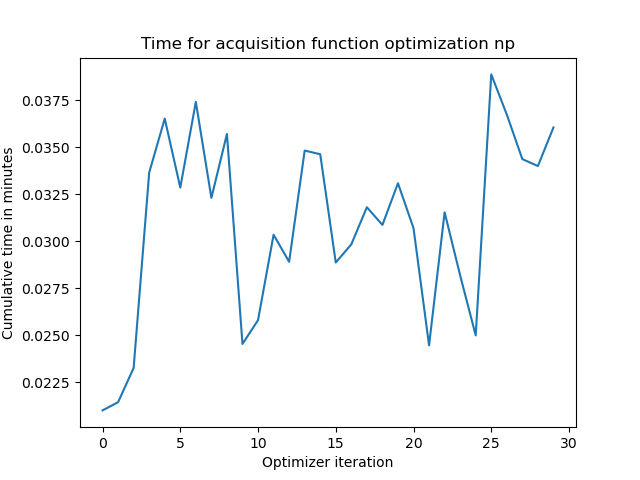 Time for acquisition function optimization np
Cumulative time in minutes
0.0375
0.0350
0.0325
0.0300
0.0275
0.0250
0.0225
0 5 10 15 20 25 30
Optimizer iteration